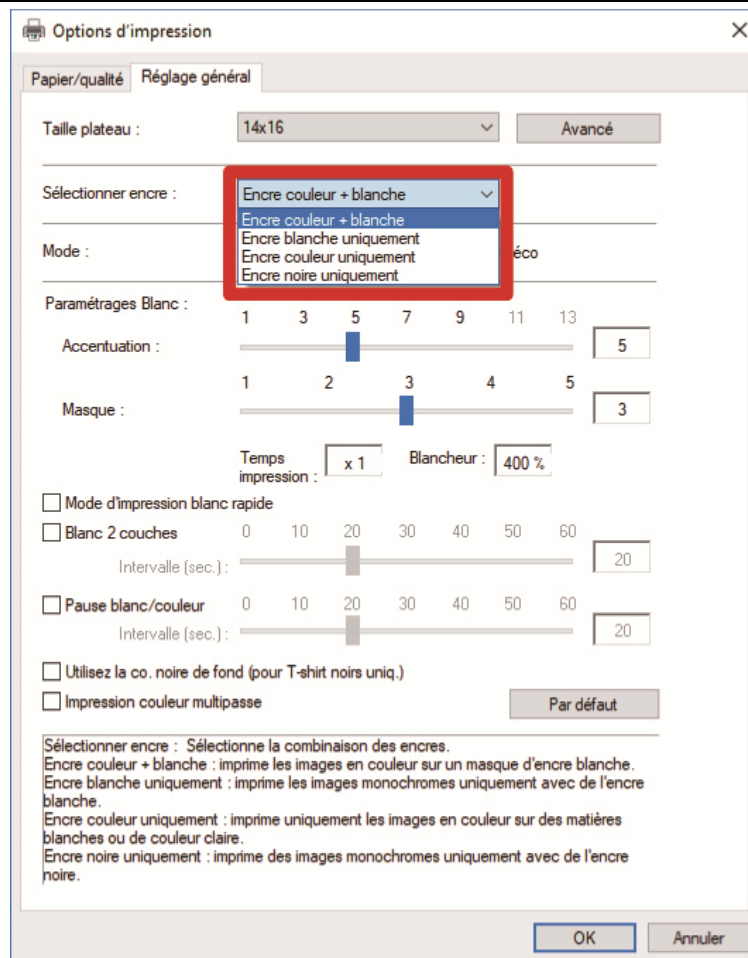 Options d'impression
Papier/qualité Réglage général
Taille plateau : 14x16 Avancé
Sélectionner encre : Encre couleur + blanche
Encre couleur + blanche
Encre blanche uniquement
Mode : Encre couleur uniquement éco
Encre noire uniquement
Paramétrages Blanc :
1 3 5 7 9 11 13
Accentuation : 5
1 2 3 4 5
Masque : 3
Temps impression : x 1 Blancheur : 400 %
Mode d'impression blanc rapide
Blanc 2 couches 0 10 20 30 40 50 60
Intervalle (sec.) : 20
Pause blanc/couleur 0 10 20 30 40 50 60
Intervalle (sec.) : 20
Utilisez la co. noire de fond (pour T-shirt noirs uniq.)
Impression couleur multipasse Par défaut
Sélectionner encre : Sélectionne la combinaison des encres.
Encre couleur + blanche : imprime les images en couleur sur un masque d'encre blanche.
Encre blanche uniquement : imprime les images monochromes uniquement avec de l'encre
blanche.
Encre couleur uniquement : imprime uniquement les images en couleur sur des matières
blanches ou de couleur claire.
Encre noire uniquement : imprime des images monochromes uniquement avec de l'encre
noire.
OK Annuler